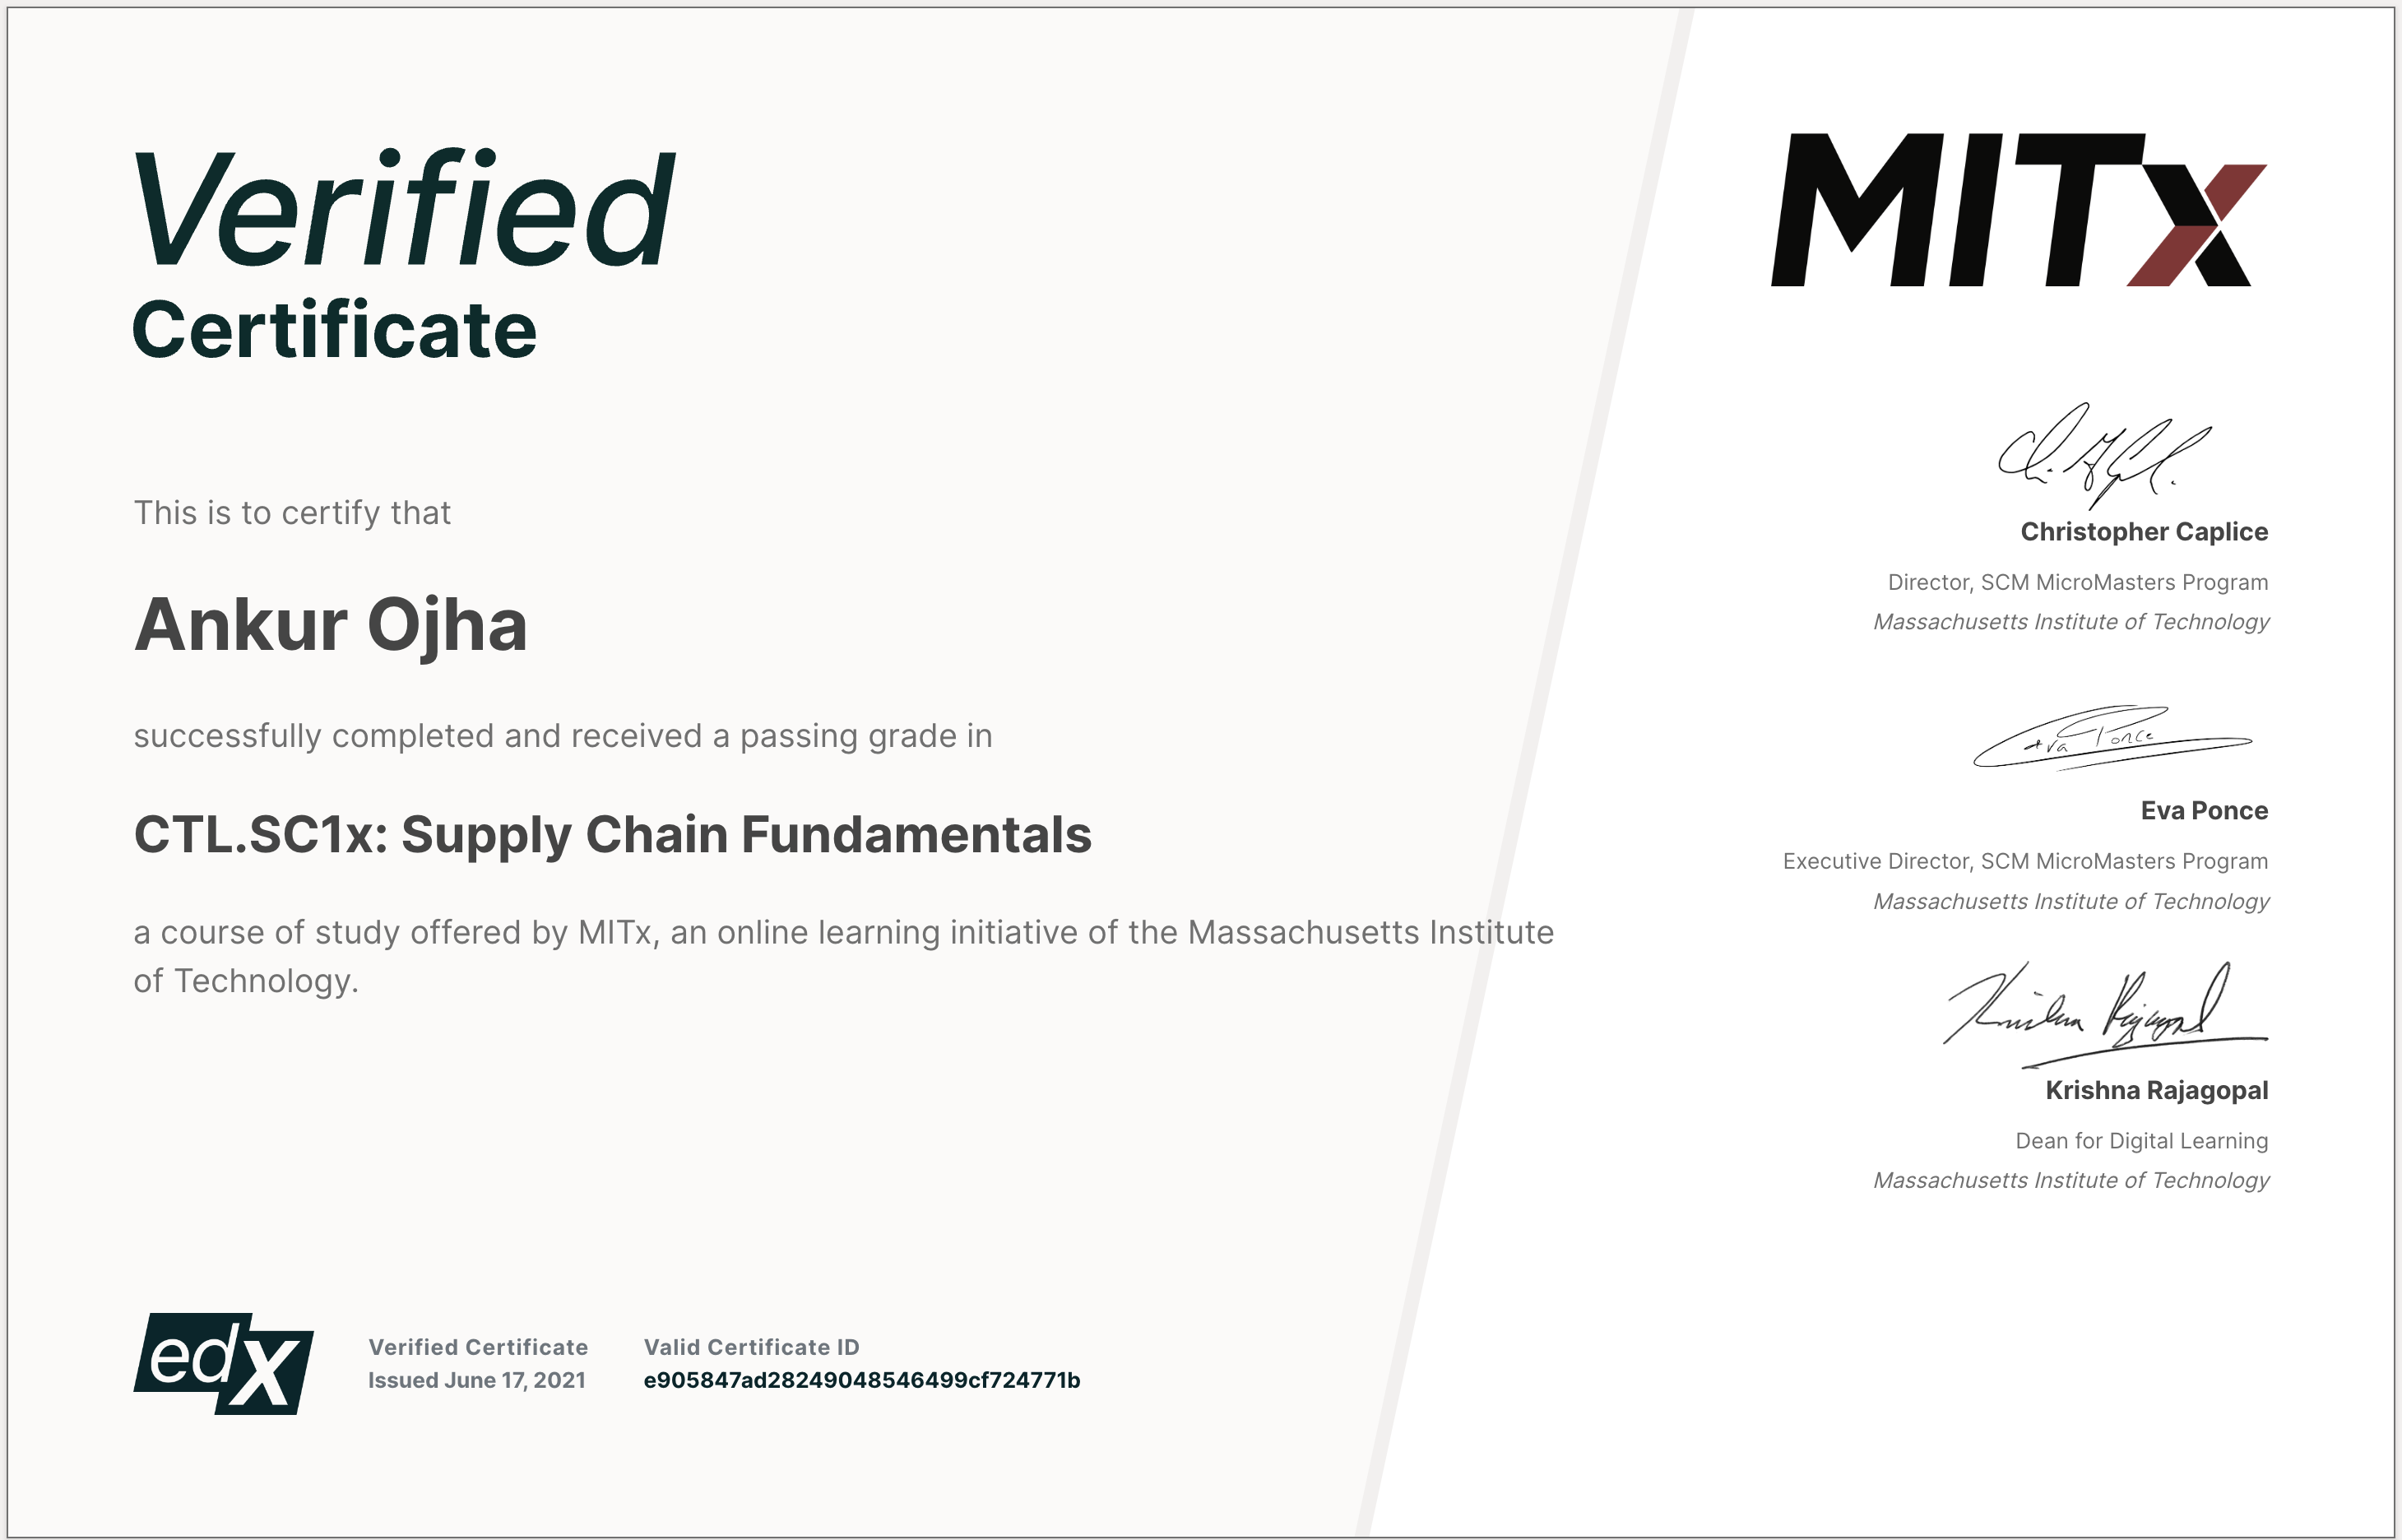 Verified
Certificate
This is to certify that
Ankur Ojha
successfully completed and received a passing grade in
CTL.SC1x: Supply Chain Fundamentals
a course of study offered by MITx, an online learning initiative of the Massachusetts Institute
of Technology.
edX
Verified Certificate
Issued June 17, 2021
Valid Certificate ID
e905847ad28249048546499cf724771b
MITx
Christopher Caplice
Director, SCM MicroMasters Program
Massachusetts Institute of Technology
Eva Ponce
Eva Ponce
Executive Director, SCM MicroMasters Program
Massachusetts Institute of Technology
Krishna Rajagopal
Krishna Rajagopal
Dean for Digital Learning
Massachusetts Institute of Technology